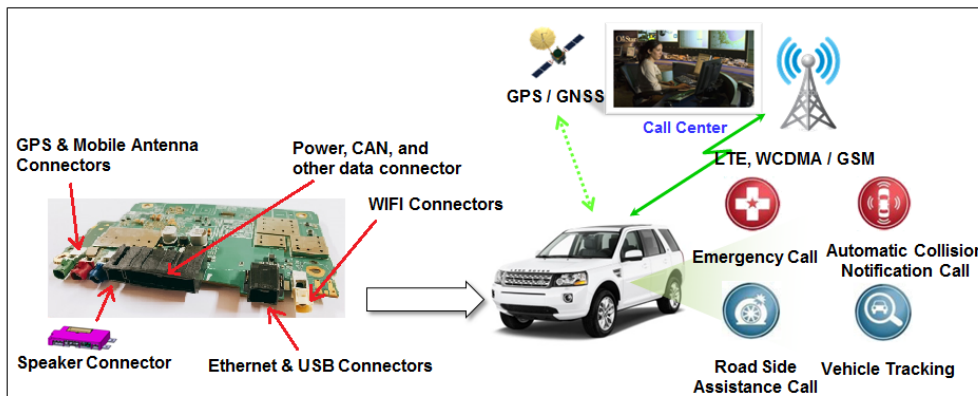 GPS / GNSS
OnStar
Call Center
LTE, WCDMA / GSM
GPS & Mobile Antenna
Connectors
Power, CAN, and
other data connector
WIFI Connectors
Speaker Connector
Ethernet & USB Connectors
Emergency Call
Automatic Collision
Notification Call
Road Side
Assistance Call
Vehicle Tracking